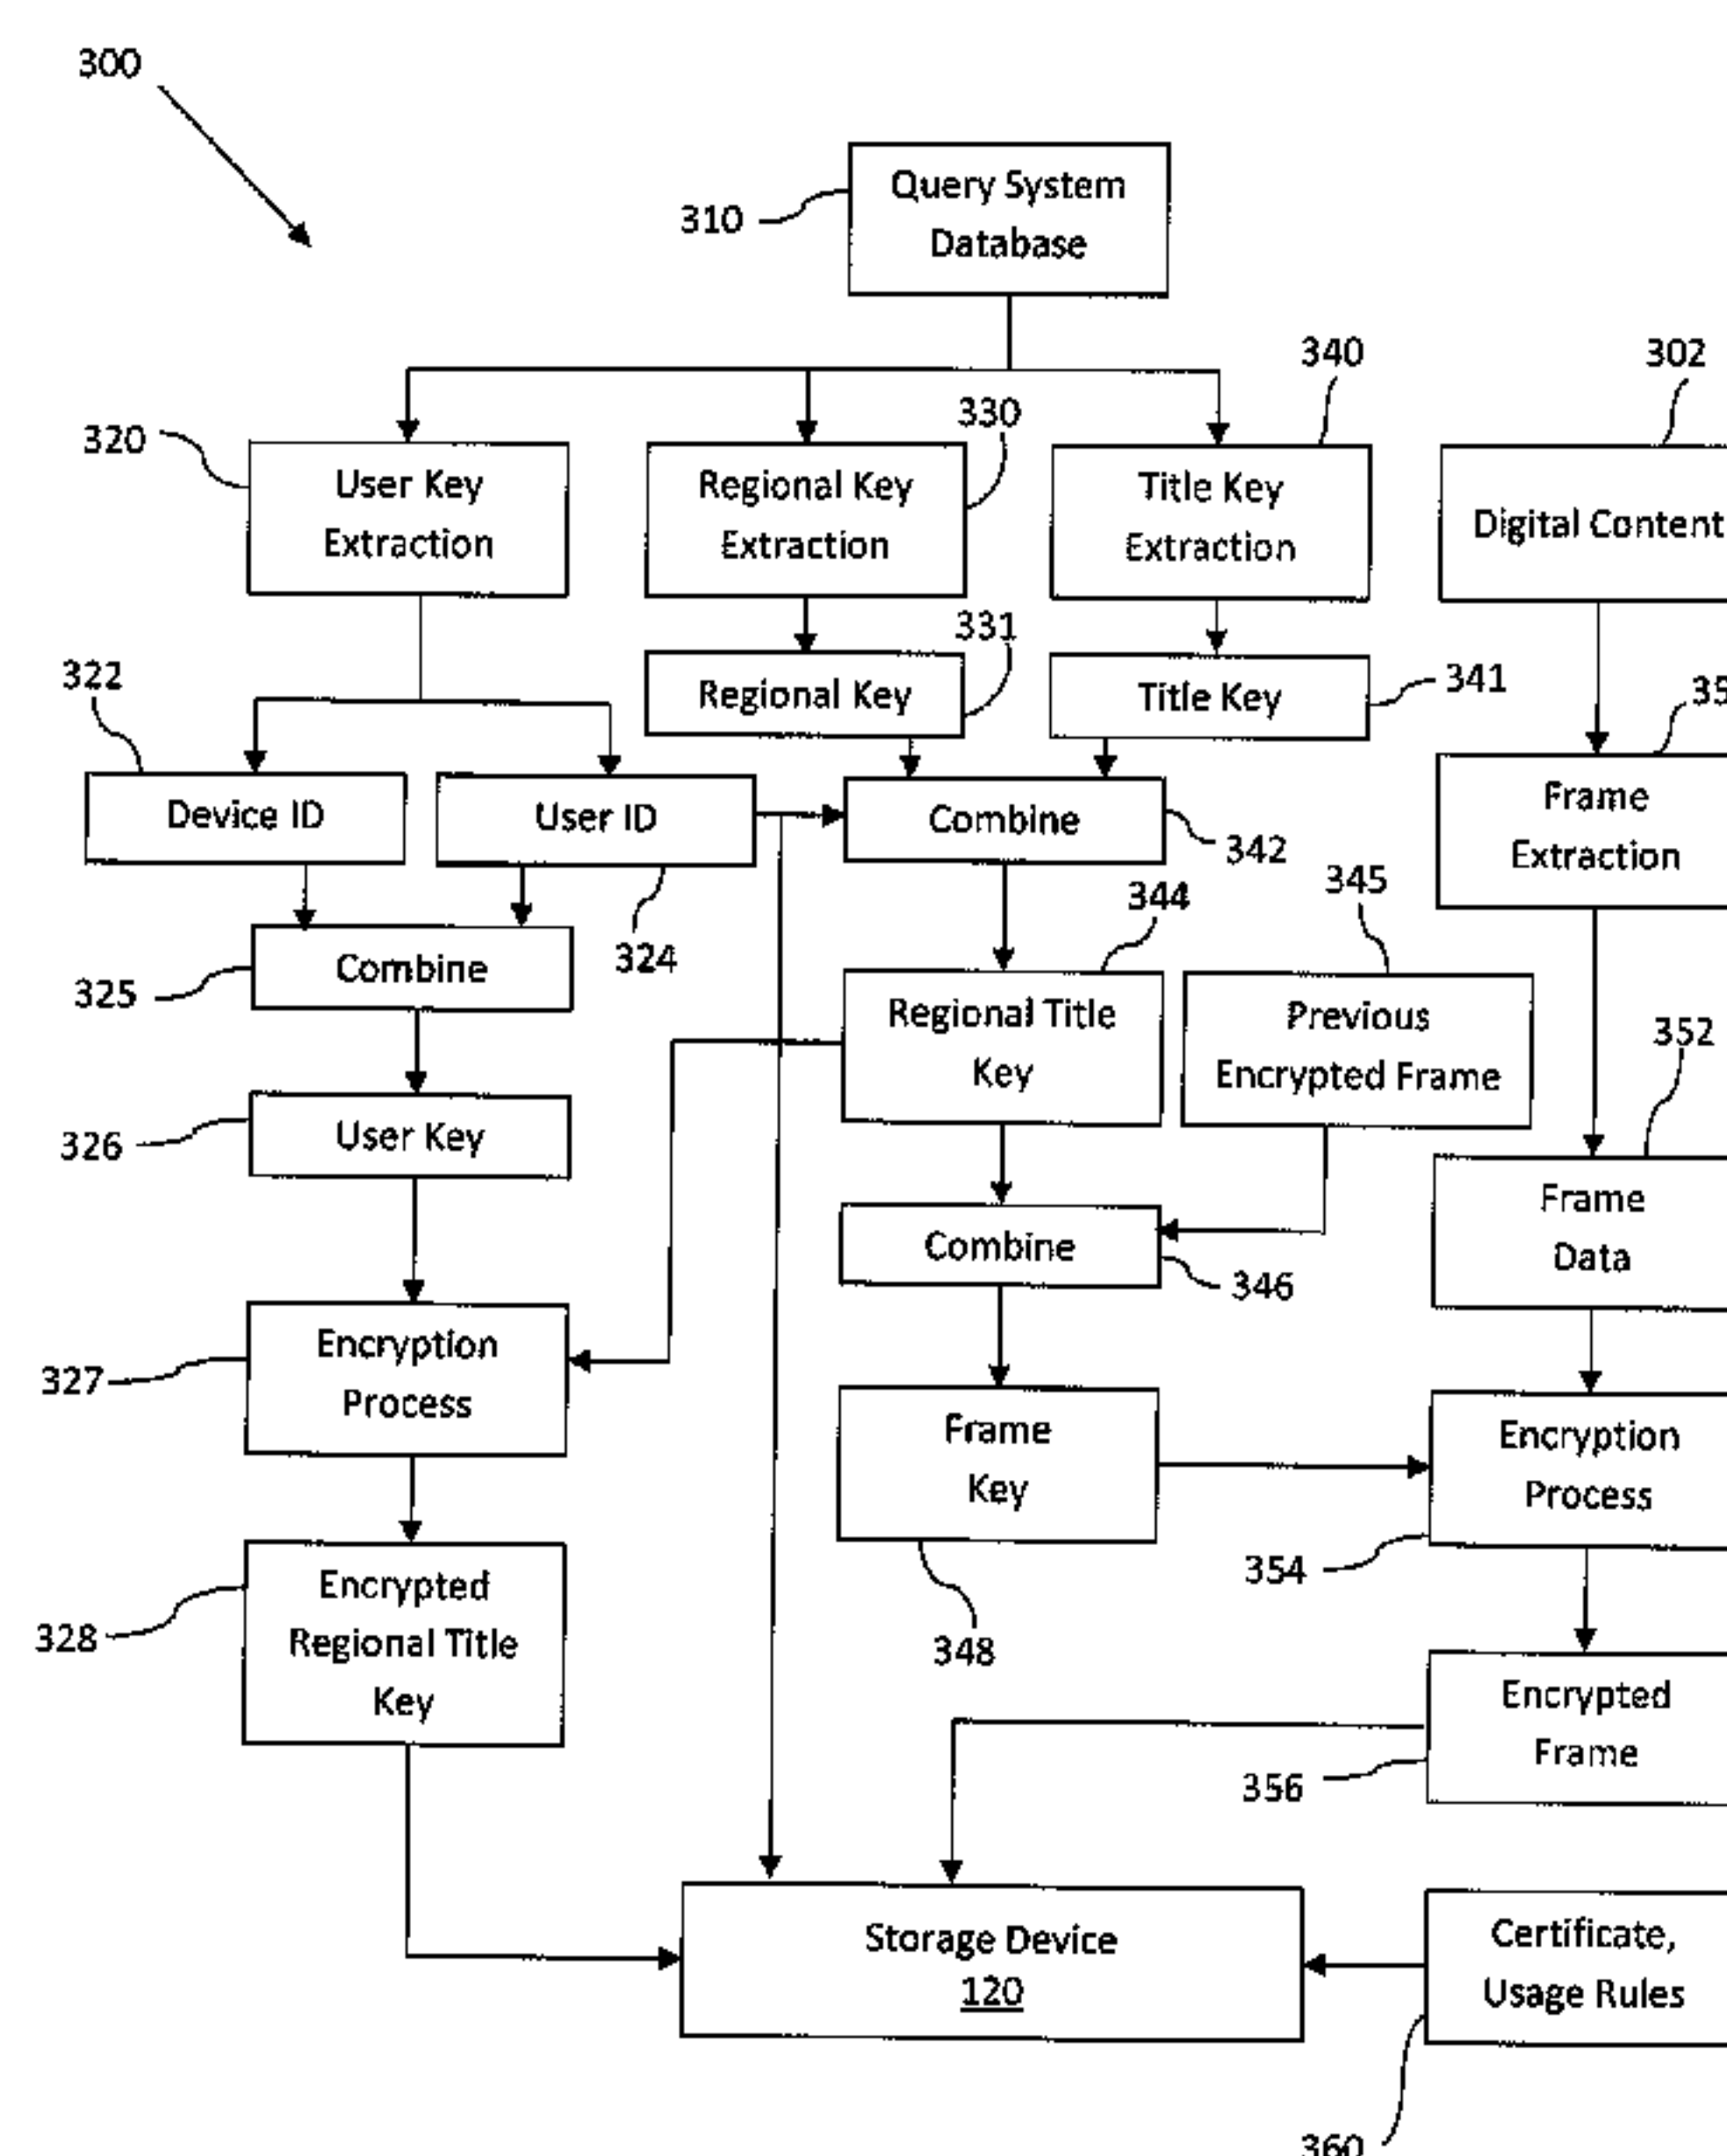 300
310
Query System
Database
340
302
330
320
User Key
Extraction
Regional Key
Extraction
Title Key
Extraction
Digital Content
331
322
Regional Key
Title Key
341
35
Device ID
User ID
Combine
342
Frame
Extraction
345
344
324
325
Combine
Regional Title
Key
Previous
Encrypted Frame
352
326
User Key
Frame
Data
Combine
346
327
Encryption
Process
Frame
Key
Encryption
Process
354
328
Encrypted
Regional Title
Key
348
Encrypted
Frame
356
Storage Device
120
Certificate,
Usage Rules
360